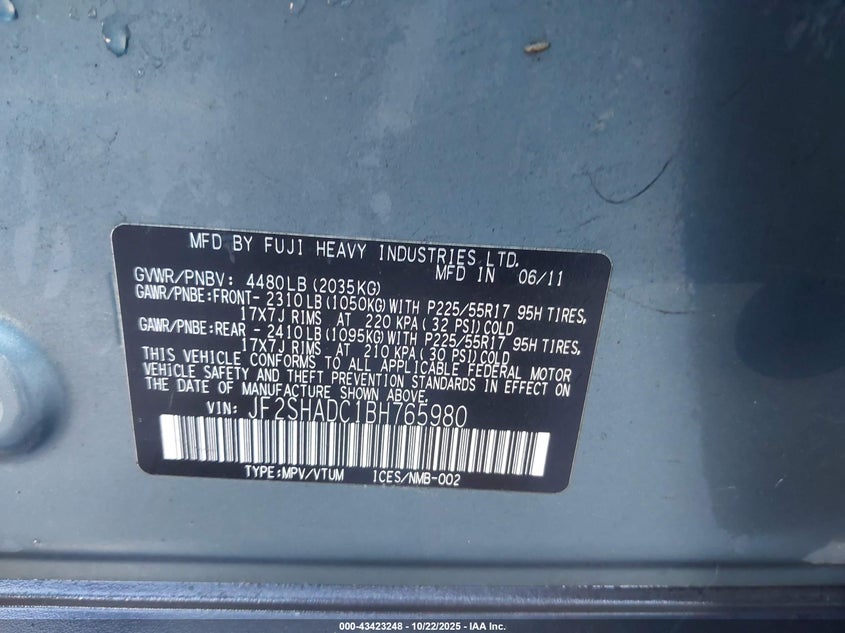 MFD BY FUJI HEAVY INDUSTRIES LTD.
MFD IN 06/11
GVWR/PNBV: 4480LB (2035KG)
GAWR/PNBE:FRONT- 2310LB (1050KG) WITH P225/55R17 95H TIRES,
17X7J RIMS AT 220 KPA (32 PSI) COLD
GAWR/PNBE:REAR - 2410LB (1095KG) WITH P225/55R17 95H TIRES,
17X7J RIMS AT 210 KPA (30 PSI) COLD
THIS VEHICLE CONFORMS TO ALL APPLICABLE FEDERAL MOTOR
VEHICLE SAFETY AND THEFT PREVENTION STANDARDS IN EFFECT ON
THE DATE OF MANUFACTURE SHOWN ABOVE.
VIN: JF2SHADC1BH765980
TYPE:MPV/VTUM ICES/NMB-002
000-43423248 - 10/22/2025 - IAA Inc.